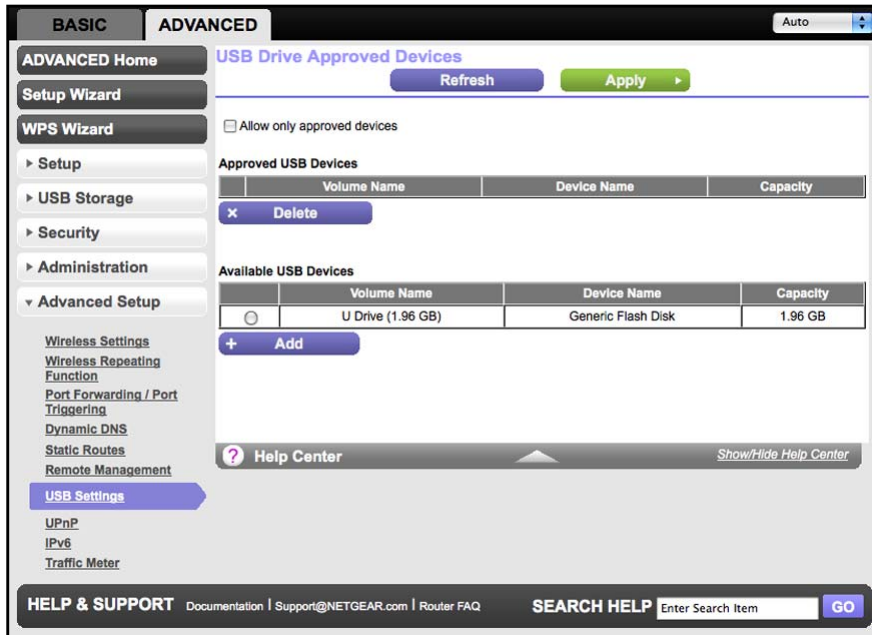 BASIC
ADVANCED
Auto
ADVANCED Home
Setup Wizard
WPS Wizard
Setup
USB Storage
Security
Administration
Advanced Setup
Wireless Settings
Wireless Repeating
Function
Port Forwarding / Port
Triggering
Dynamic DNS
Static Routes
Remote Management
USB Settings
UPnP
IPv6
Traffic Meter
USB Drive Approved Devices
Refresh
Apply
Allow only approved devices
Approved USB Devices
Volume Name Device Name Capacity
× Delete
Available USB Devices
Volume Name Device Name Capacity
U Drive (1.96 GB) Generic Flash Disk 1.96 GB
+ Add
? Help Center
Show/Hide Help Center
HELP & SUPPORT Documentation | Support@NETGEAR.com | Router FAQ
SEARCH HELP Enter Search Item GO